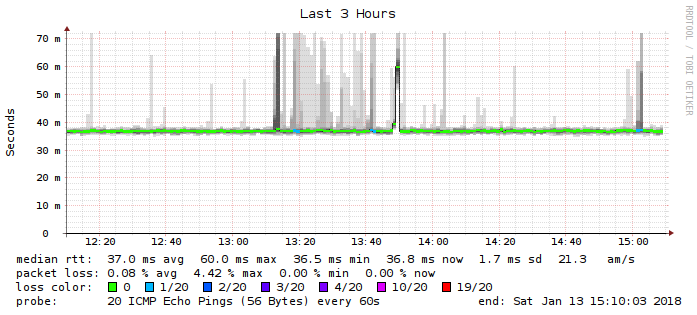 Last 3 Hours
RRDTOOL / TOBI OETIKER
Seconds
70 m
60 m
50 m
40 m
30 m
20 m
10 m
0
12:20 12:40 13:00 13:20 13:40 14:00 14:20 14:40 15:00
median rtt: 37.0 ms avg 60.0 ms max 36.5 ms min 36.8 ms now 1.7 ms sd 21.3 am/s
packet loss: 0.08 % avg 4.42 % max 0.00 % min 0.00 % now
loss color: 0 1/20 2/20 3/20 4/20 10/20 19/20
probe: 20 ICMP Echo Pings (56 Bytes) every 60s end: Sat Jan 13 15:10:03 2018